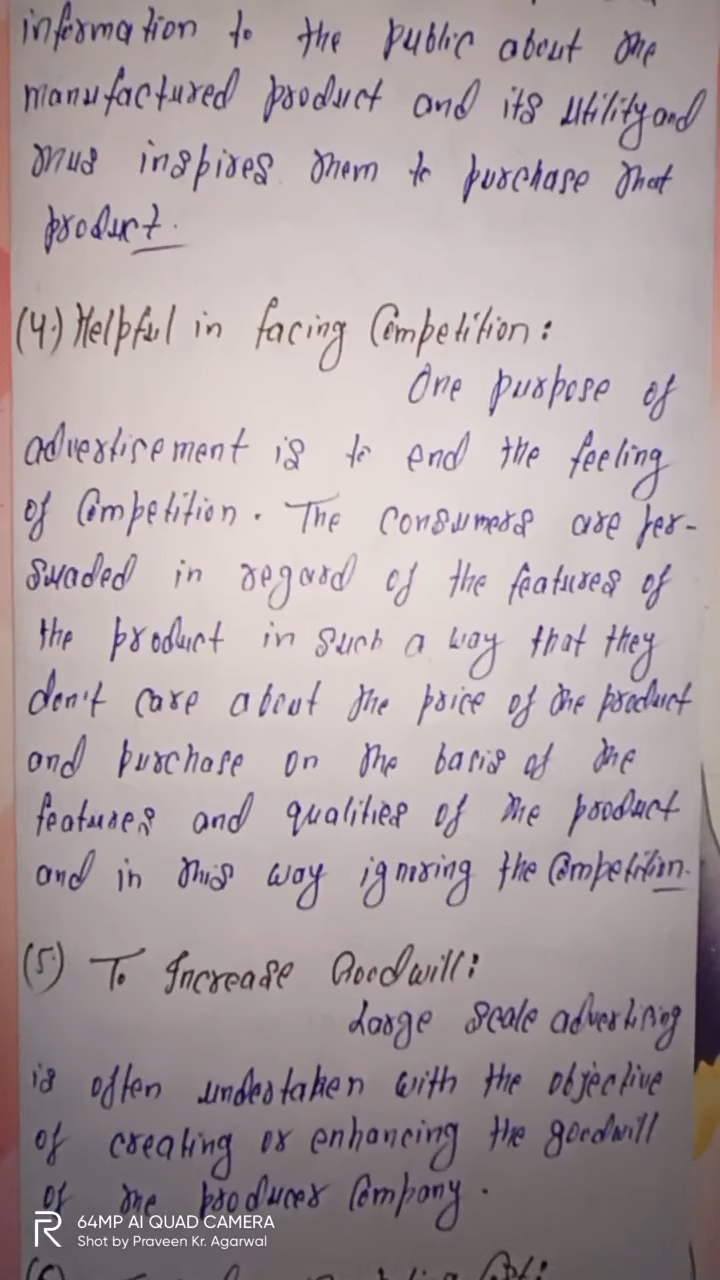 information to the public about the
manufactured product and its utility and
thus inspires them to purchase that
product.
(4.) Helpful in facing Competition:
One purpose of
advertisement is to end the feeling
of Competition. The consumers are per-
suaded in regard of the features of
the product in such a way that they
don't care about the price of the product
and purchase on the basis of the
features and qualities of the product
and in this way ignoring the Competition.
(5.) To Increase Goodwill:
Large scale advertising
is often undertaken with the objective
of creating or enhancing the goodwill
of the producer Company.
64MP AI QUAD CAMERA
Shot by Praveen Kr. Agarwal